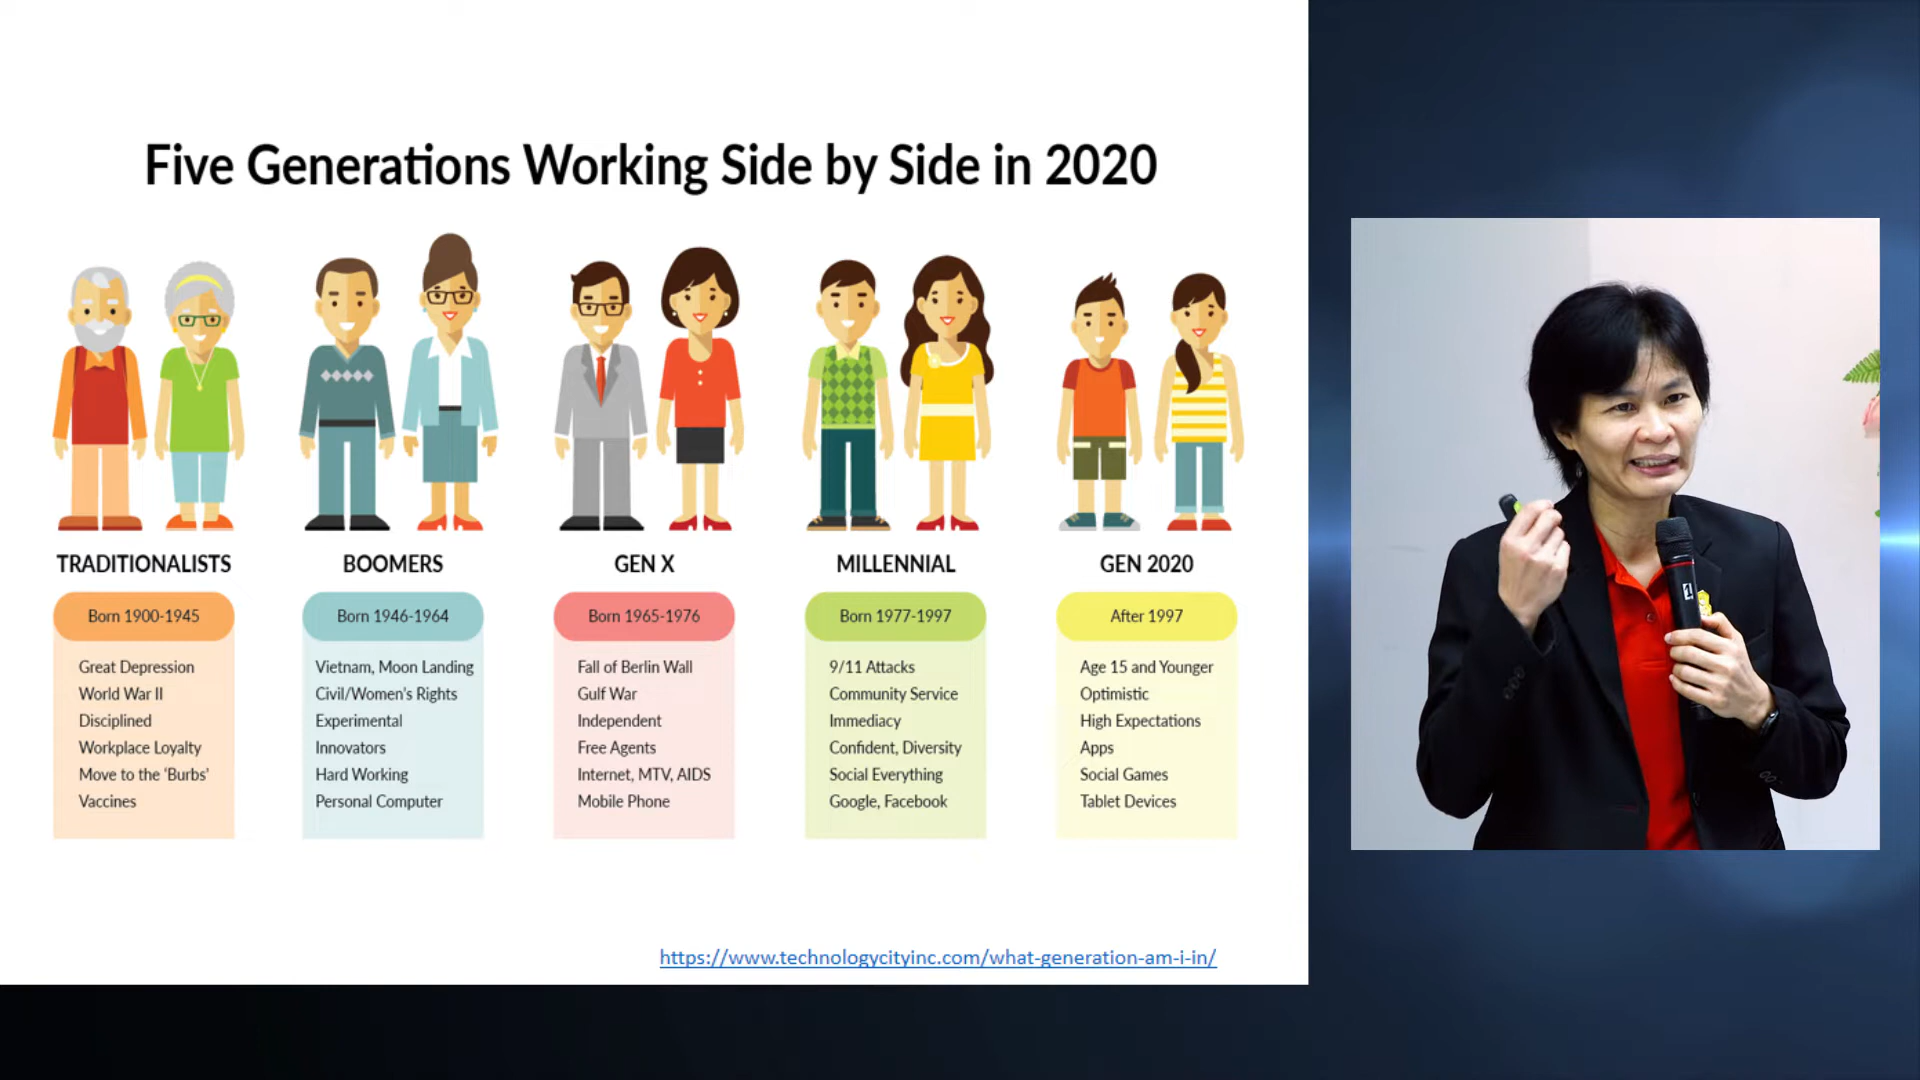 Five Generations Working Side by Side in 2020
TRADITIONALISTS
Born 1900-1945
Great Depression
World War II
Disciplined
Workplace Loyalty
Move to the ‘Burbs’
Vaccines
BOOMERS
Born 1946-1964
Vietnam, Moon Landing
Civil/Women's Rights
Experimental
Innovators
Hard Working
Personal Computer
GEN X
Born 1965-1976
Fall of Berlin Wall
Gulf War
Independent
Free Agents
Internet, MTV, AIDS
Mobile Phone
MILLENNIAL
Born 1977-1997
9/11 Attacks
Community Service
Immediacy
Confident, Diversity
Social Everything
Google, Facebook
GEN 2020
After 1997
Age 15 and Younger
Optimistic
High Expectations
Apps
Social Games
Tablet Devices
https://www.technologycityinc.com/what-generation-am-i-in/
1